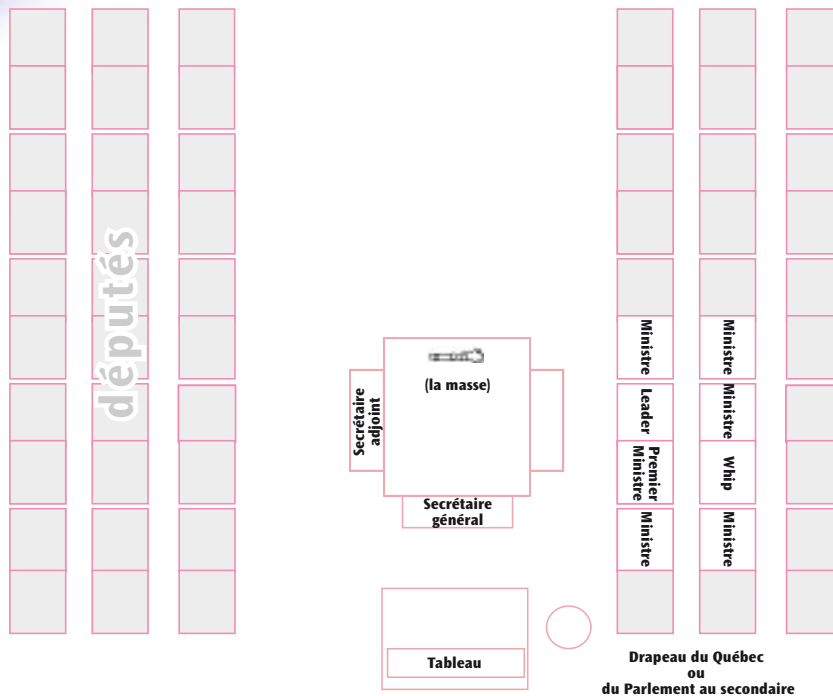 députés
Ministre
Ministre
Leader
Ministre
Premier
Ministre
Whip
Ministre
Ministre
(la masse)
Secrétaire
adjoint
Secrétaire
général
Tableau
Drapeau du Québec
ou
du Parlement au secondaire